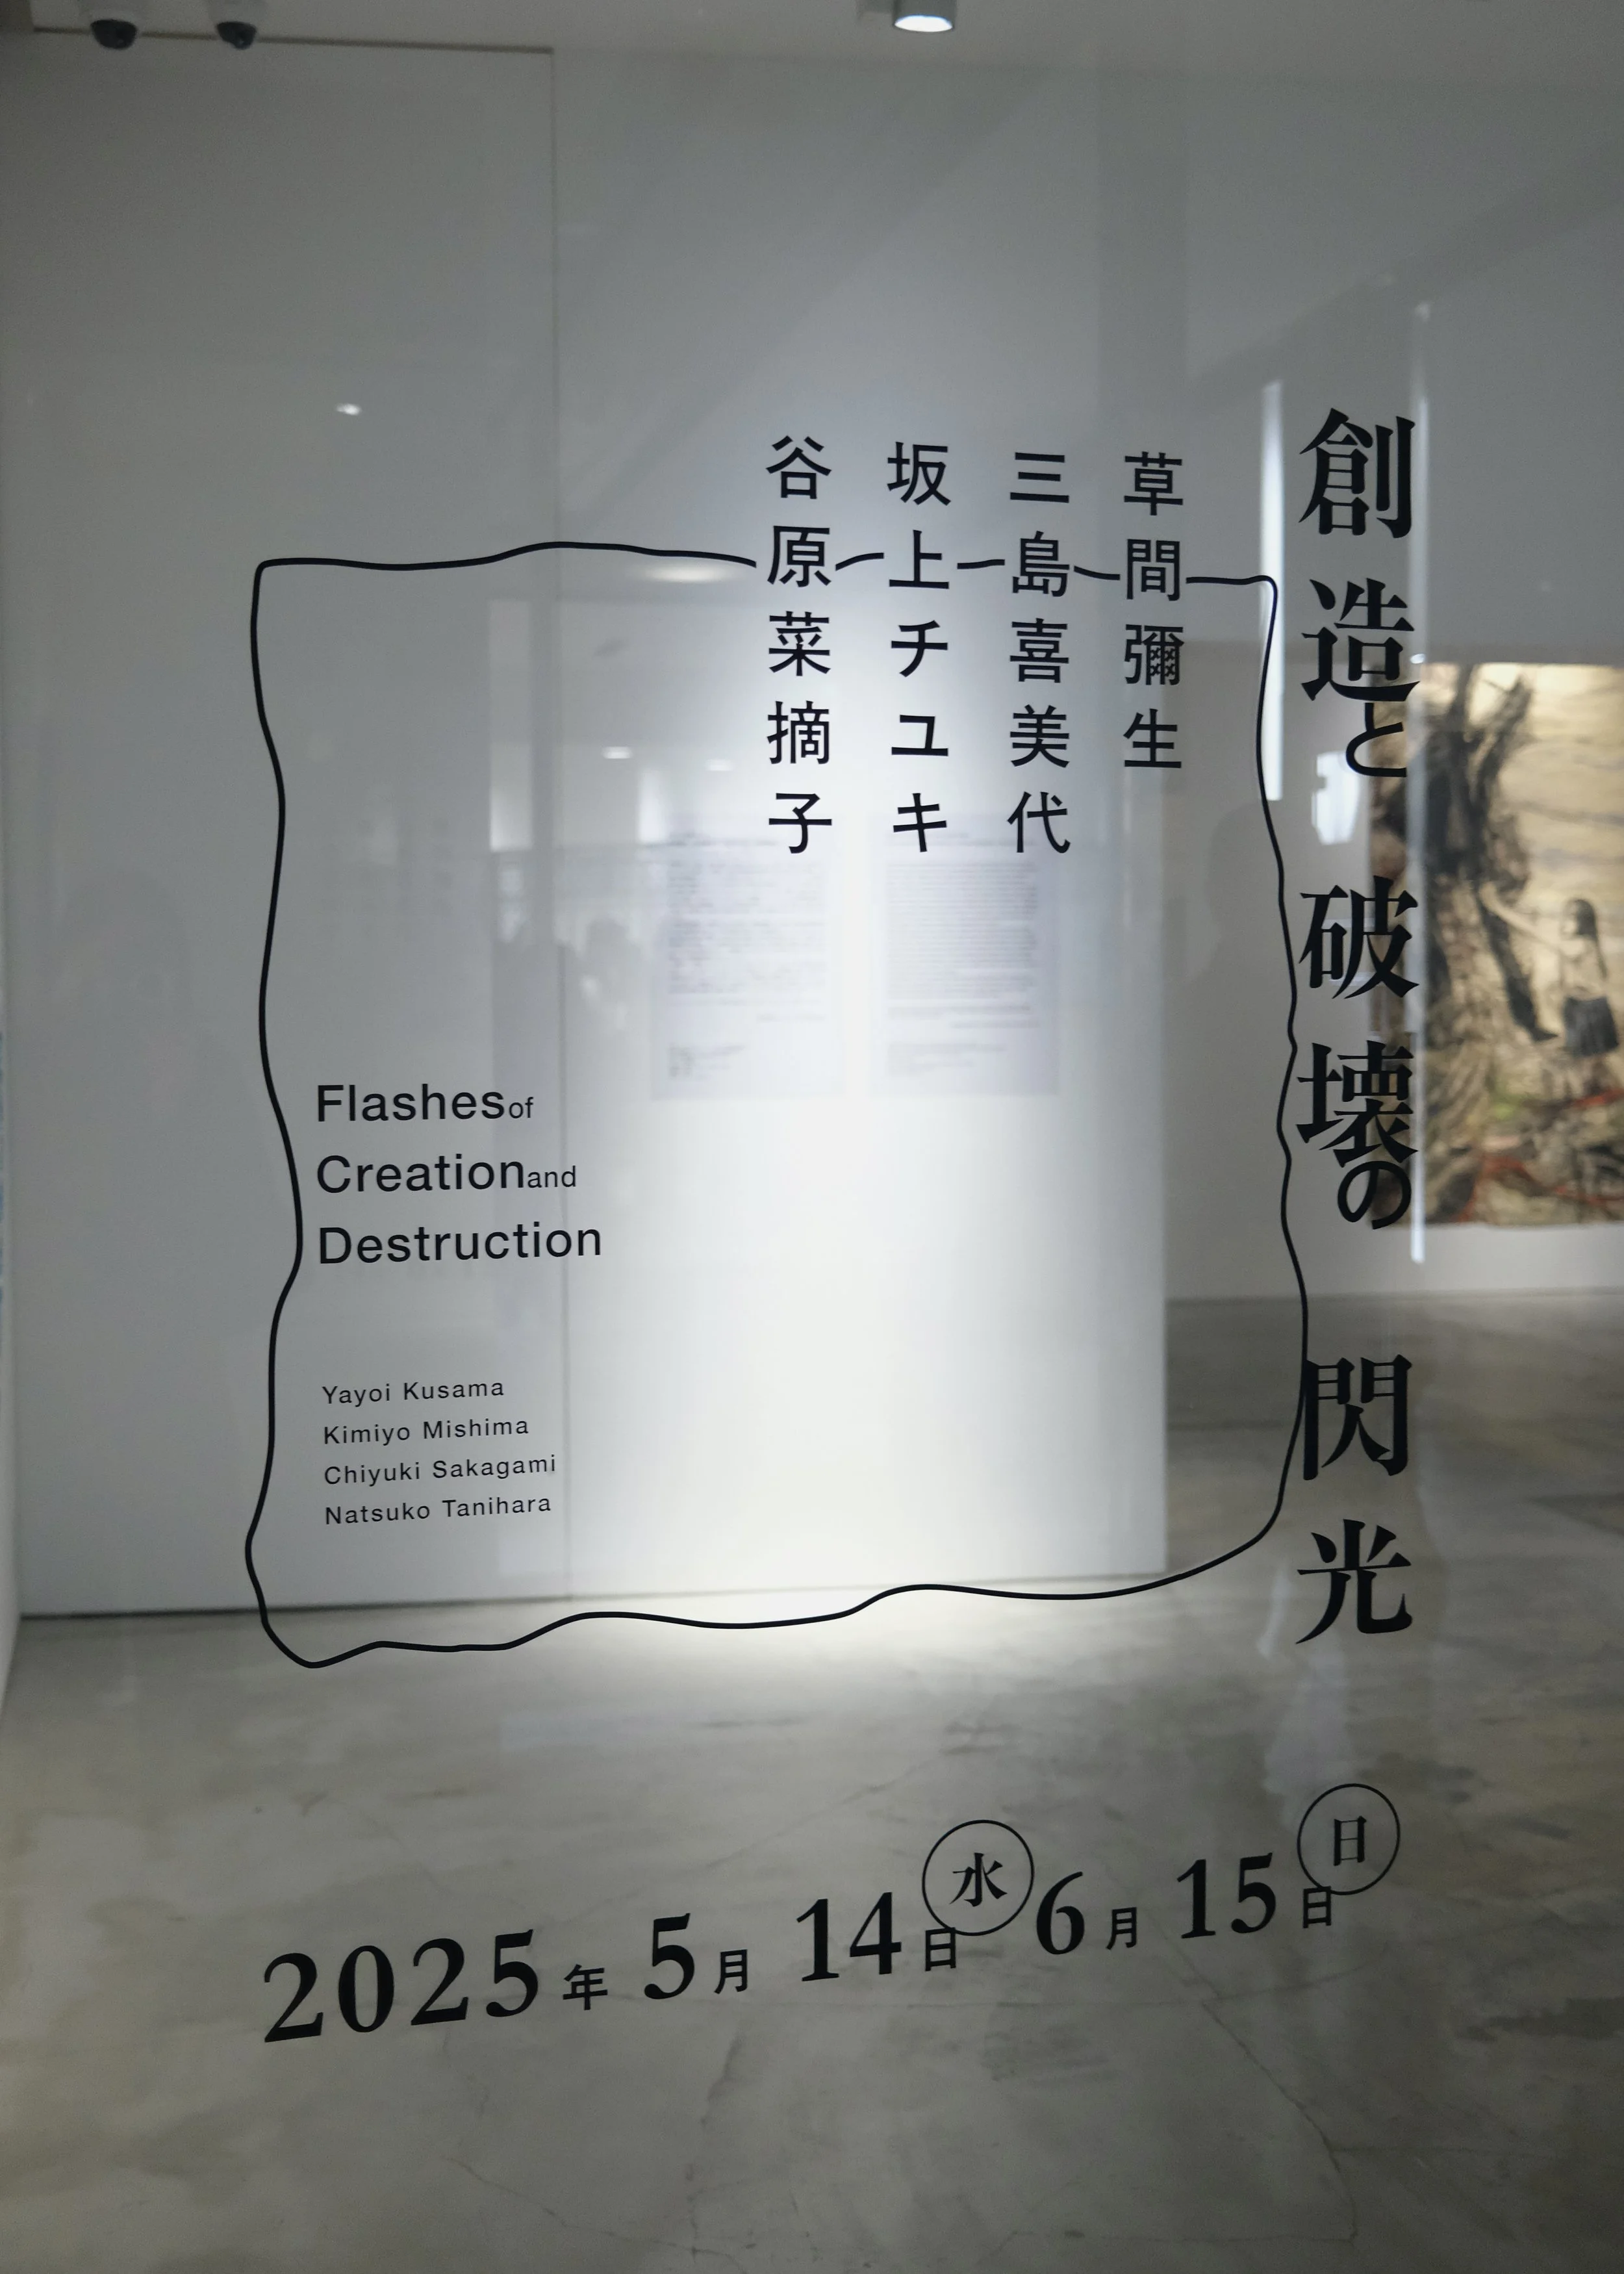 創造と破壊の閃光
草間彌生
三島喜美代
坂上チユキ
谷原菜摘子
Flashes of
Creation and
Destruction
Yayoi Kusama
Kimiyo Mishima
Chiyuki Sakagami
Natsuko Tanihara
2025年5月14日水6月15日日